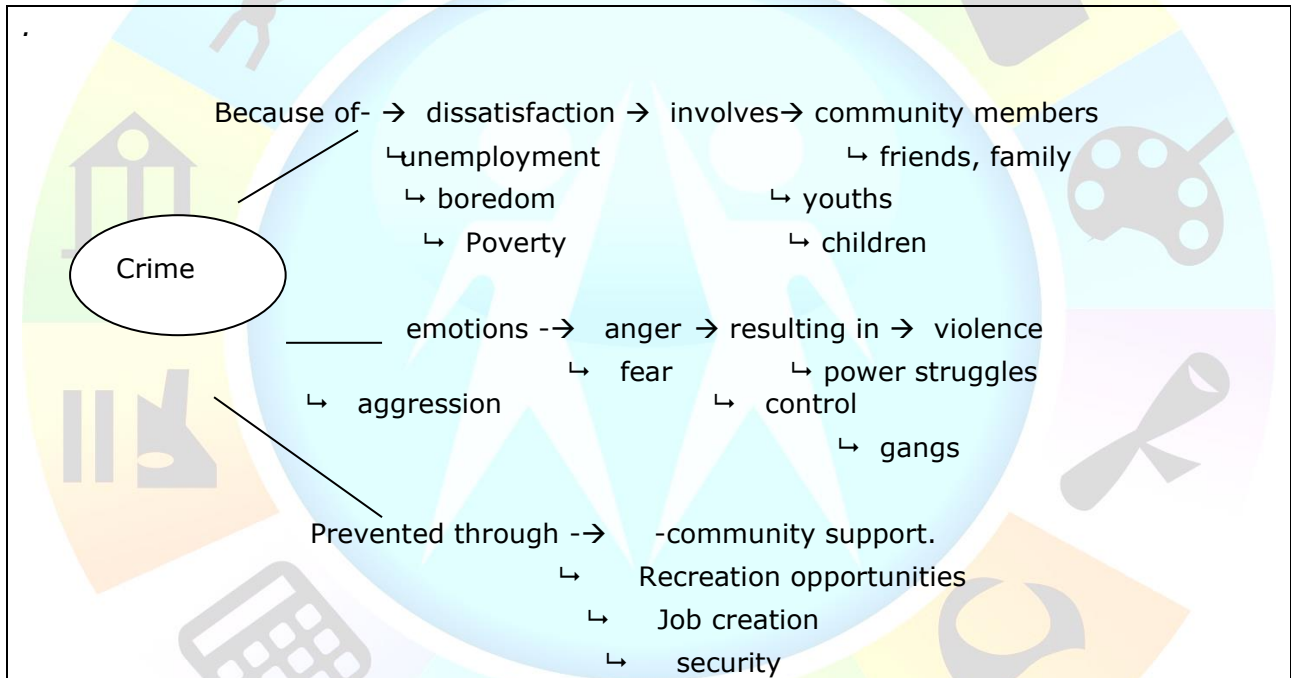 .
Because of- → dissatisfaction → involves→ community members
↳unemployment ↳ friends, family
↳ boredom ↳ youths
↳ Poverty ↳ children
Crime
emotions -→ anger → resulting in → violence
↳ fear ↳ power struggles
↳ aggression ↳ control
↳ gangs
Prevented through -→ -community support.
↳ Recreation opportunities
↳ Job creation
↳ security